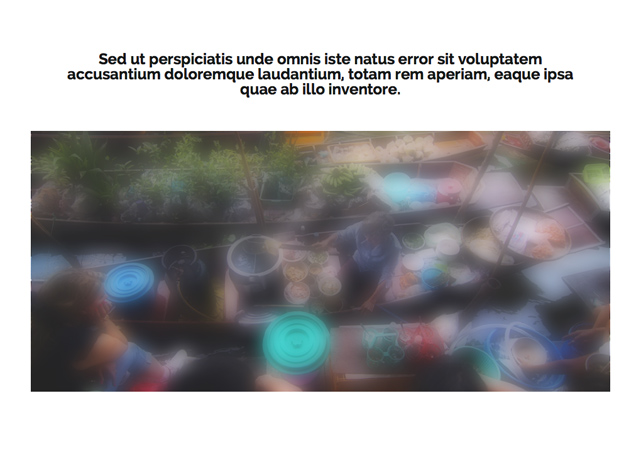 Sed ut perspiciatis unde omnis iste natus error sit voluptatem
accusantium doloremque laudantium, totam rem aperiam, eaque ipsa
quae ab illo inventore.